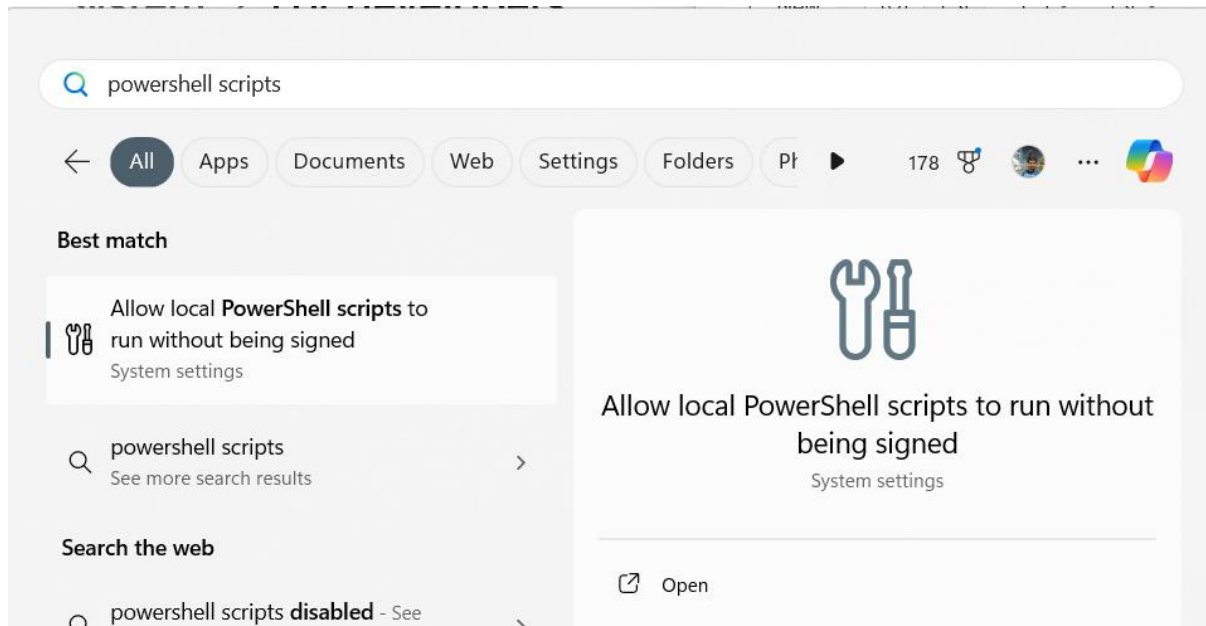 powershell scripts
All Apps Documents Web Settings Folders 178
Best match
Allow local PowerShell scripts to
run without being signed
System settings
powershell scripts
See more search results
Search the web
powershell scripts disabled - See
Allow local PowerShell scripts to run without
being signed
System settings
Open